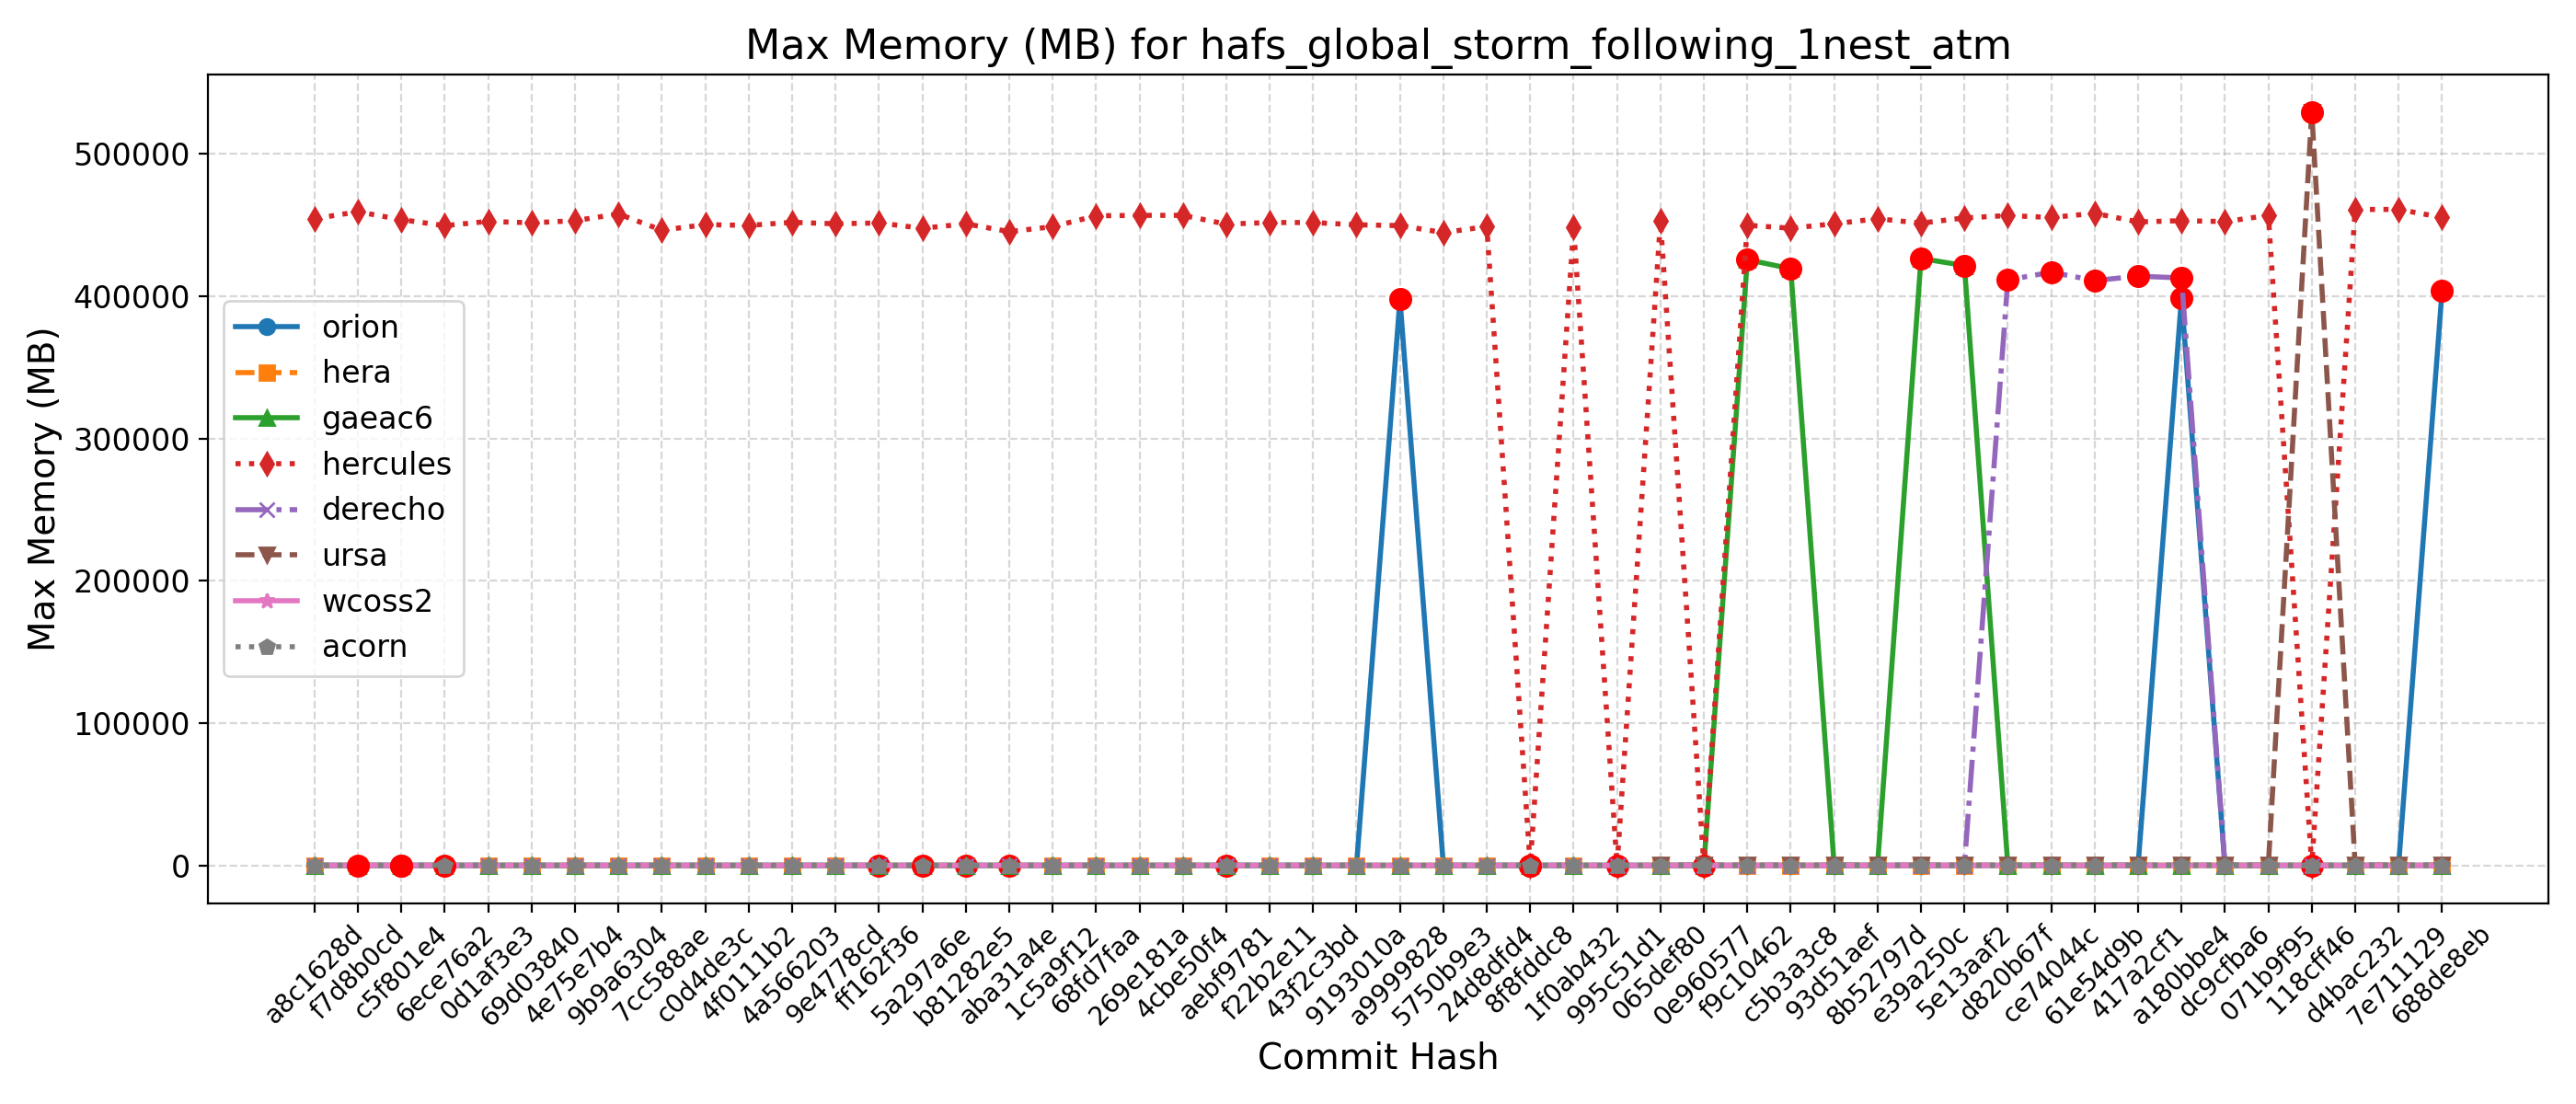 Max Memory (MB) for hafs_global_storm_following_1nest_atm
Max Memory (MB)
500000
400000
300000
200000
100000
0
orion
hera
gaeac6
hercules
derecho
ursa
wcoss2
acorn
a8c1628d
f7d8b0cd
c5f801e4
6ece76a2
0d1af3e3
69d03840
4e75e7b4
9b9a6304
7cc588ae
c0d4de3c
4f0111b2
4a566203
9e4778cd
ff162f36
5a297a6e
b81282e5
aba31a4e
1c5a9f12
68fd7faa
269e181a
4cbe50f4
aebf9781
f22b2e11
43f2c3bd
9193010a
a9999828
5750b9e3
24d8dfd4
8f8fddc8
1f0ab432
995c51d1
065def80
0e960577
f9c10462
c5b3a3c8
93d51aef
8b52797d
e39a250c
5e13aaf2
d820b67f
ce74044c
61e54d9b
417a2cf1
a180bbe4
dc9cfba6
071b9f95
118cff46
d4bac232
7e711129
688de8eb
Commit Hash